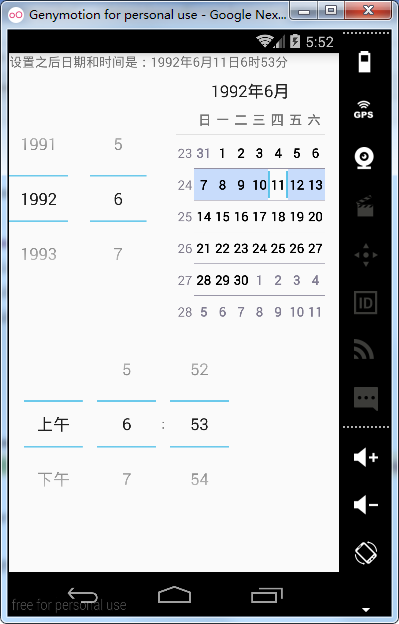 Genymotion for personal use - Google Nex...
5:52
设置之后日期和时间是：1992年6月11日6时53分
1992年6月
日 一 二 三 四 五 六
1991 5
23 31 1 2 3 4 5 6
1992 6
24 7 8 9 10 11 12 13
25 14 15 16 17 18 19 20
1993 7
26 21 22 23 24 25 26 27
27 28 29 30 1 2 3 4
28 5 6 7 8 9 10 11
5 52
上午 6 : 53
下午 7 54
free for personal use
GPS
ID